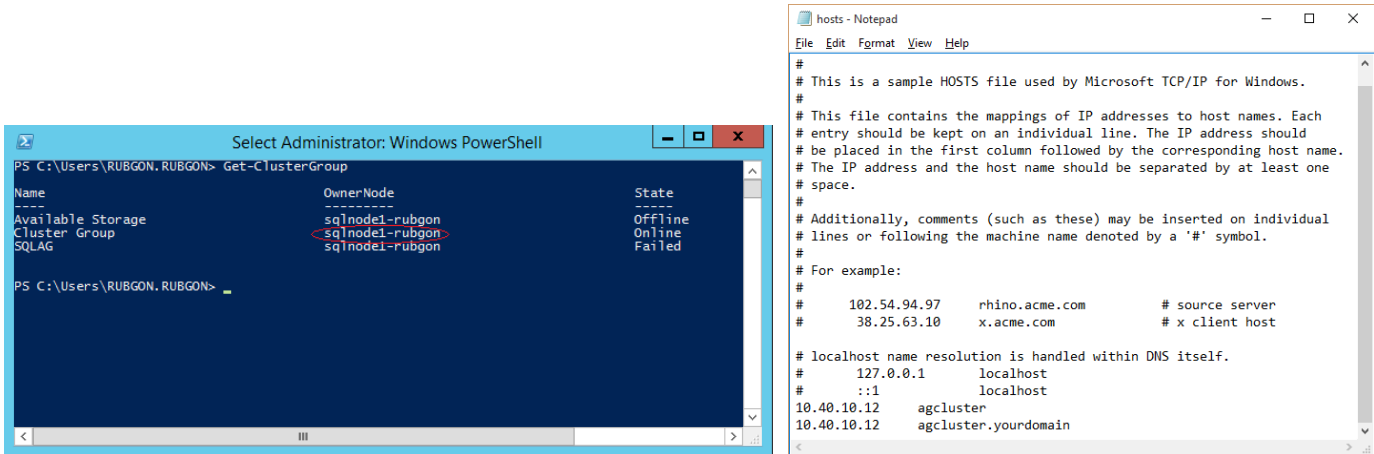 Select Administrator: Windows PowerShell
PS C:\Users\RUBGON.RUBGON> Get-ClusterGroup
Name OwnerNode State
---- --------- -----
Available Storage sqlnode1-rubgon Offline
Cluster Group sqlnode1-rubgon Online
SQLAG sqlnode1-rubgon Failed
PS C:\Users\RUBGON.RUBGON> _
hosts - Notepad
File Edit Format View Help
#
# This is a sample HOSTS file used by Microsoft TCP/IP for Windows.
#
# This file contains the mappings of IP addresses to host names. Each
# entry should be kept on an individual line. The IP address should
# be placed in the first column followed by the corresponding host name.
# The IP address and the host name should be separated by at least one
# space.
#
# Additionally, comments (such as these) may be inserted on individual
# lines or following the machine name denoted by a '#' symbol.
#
# For example:
#
# 102.54.94.97 rhino.acme.com # source server
# 38.25.63.10 x.acme.com # x client host
# localhost name resolution is handled within DNS itself.
# 127.0.0.1 localhost
# ::1 localhost
10.40.10.12 agcluster
10.40.10.12 agcluster.yourdomain